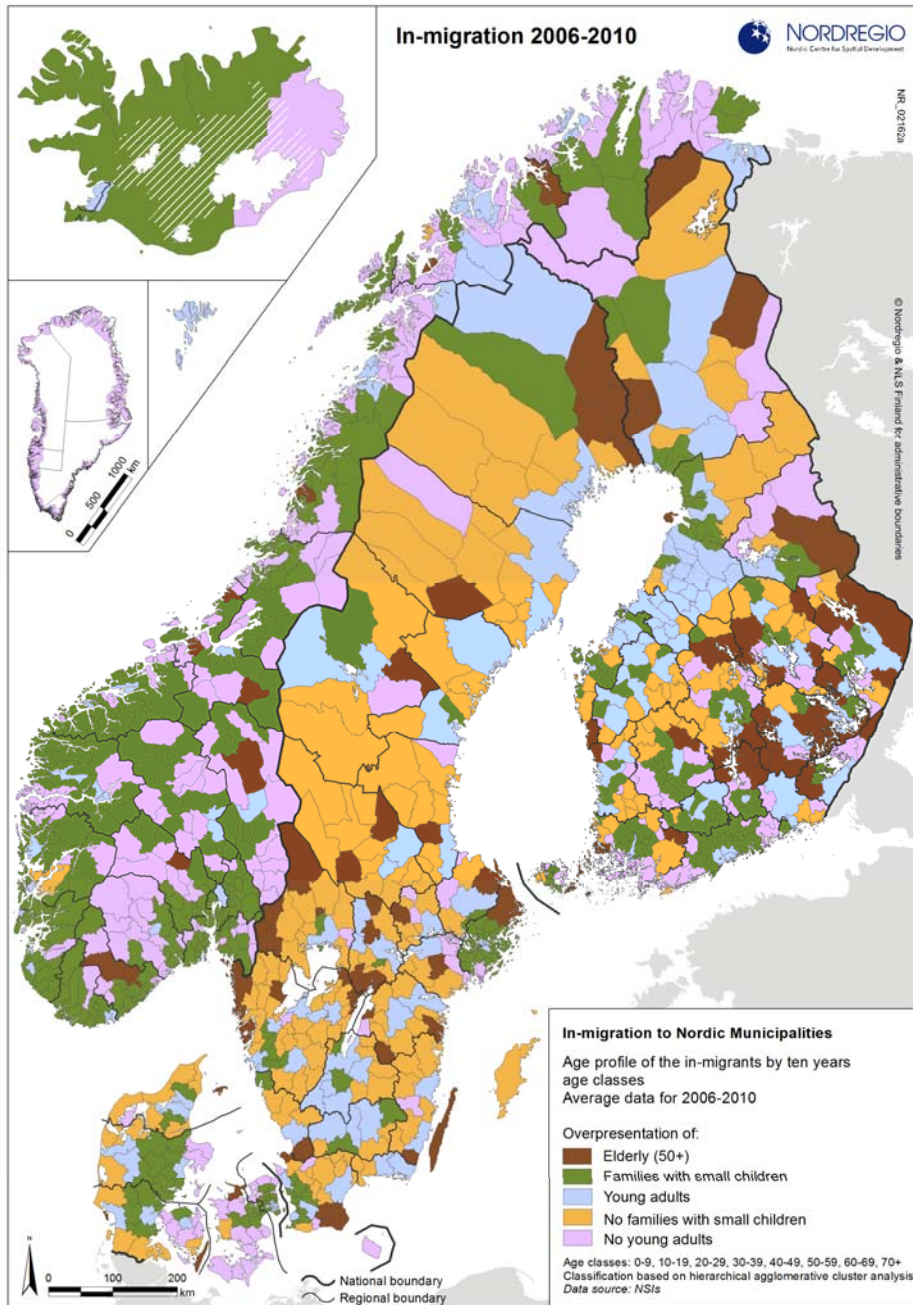 In-migration 2006-2010
NORDREGIO
Nordic Centre for Spatial Development
NR_02162a
© Nordregio & NLS Finland for administrative boundaries
0 500 1000
km
In-migration to Nordic Municipalities
Age profile of the in-migrants by ten years
age classes
Average data for 2006-2010
Overpresentation of:
Elderly (50+)
Families with small children
Young adults
No families with small children
No young adults
Age classes: 0-9, 10-19, 20-29, 30-39, 40-49, 50-59, 60-69, 70+
Classification based on hierarchical agglomerative cluster analysis
Data source: NSIs
0 100 200
km
National boundary
Regional boundary